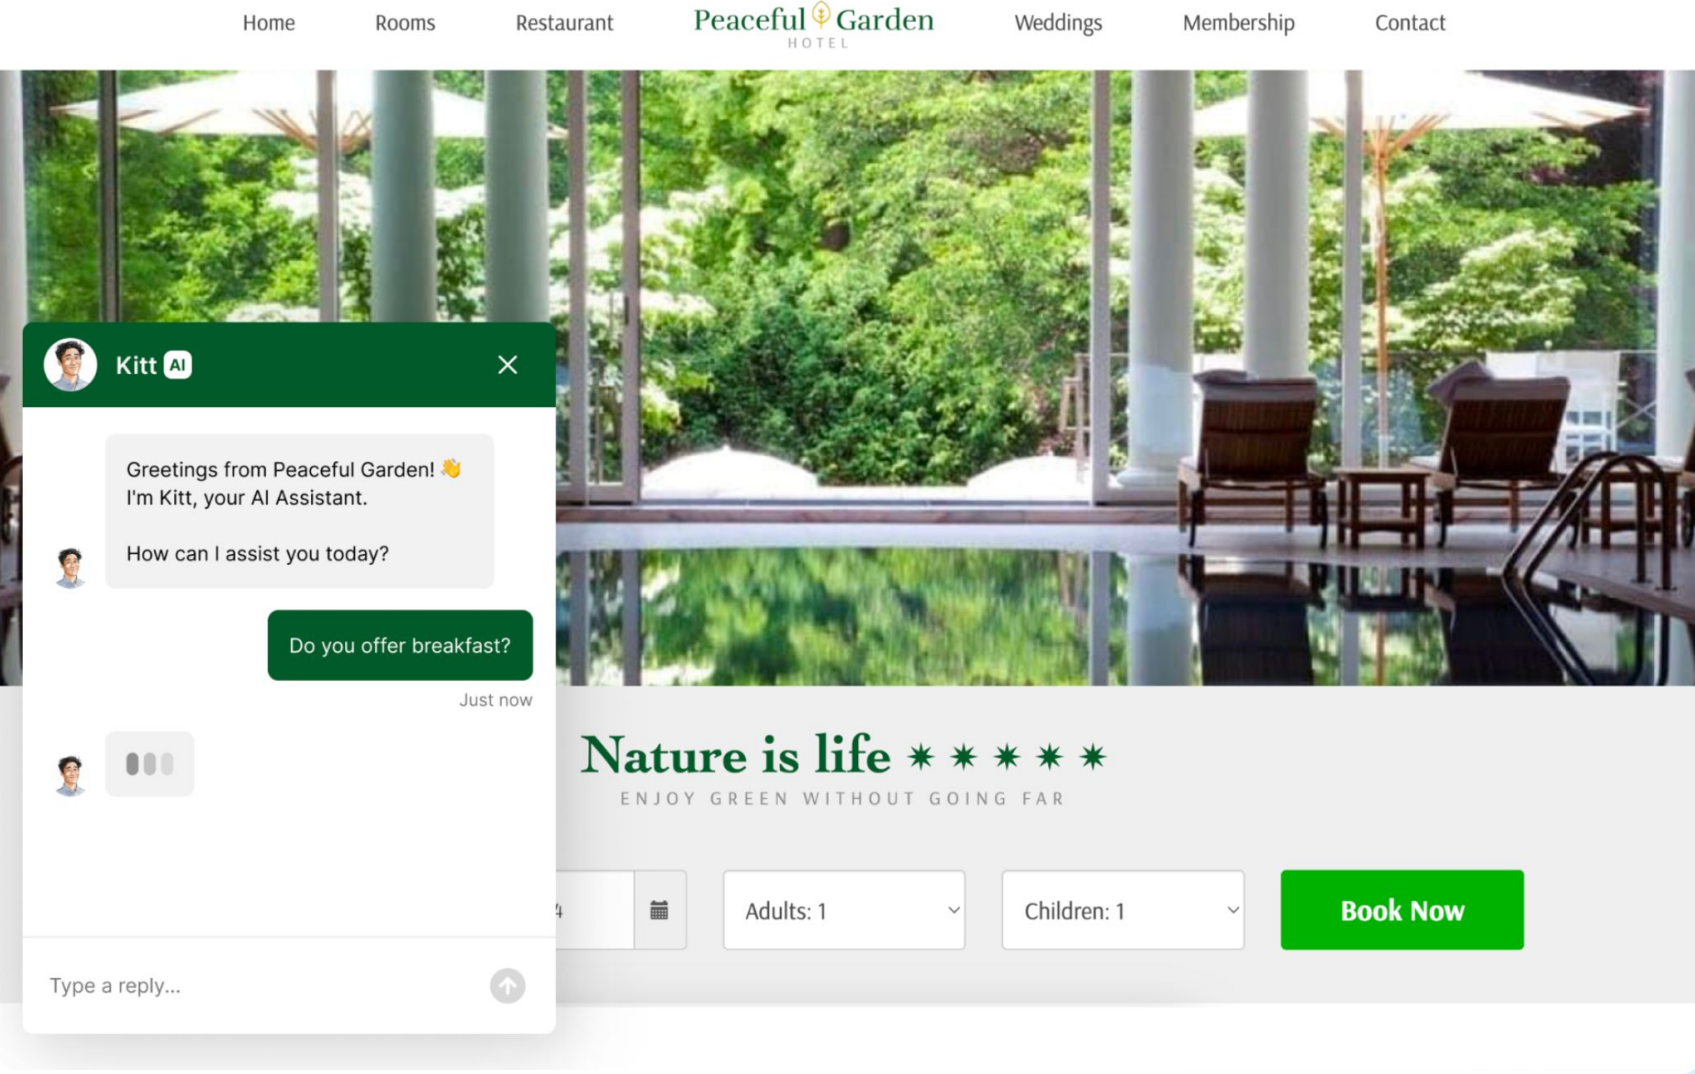 Home
Rooms
Restaurant
Peaceful Garden
HOTEL
Weddings
Membership
Contact
Kitt AI
Greetings from Peaceful Garden! 👋
I'm Kitt, your AI Assistant.
How can I assist you today?
Do you offer breakfast?
Just now
Type a reply...
Nature is life
ENJOY GREEN WITHOUT GOING FAR
4
Adults: 1
Children: 1
Book Now